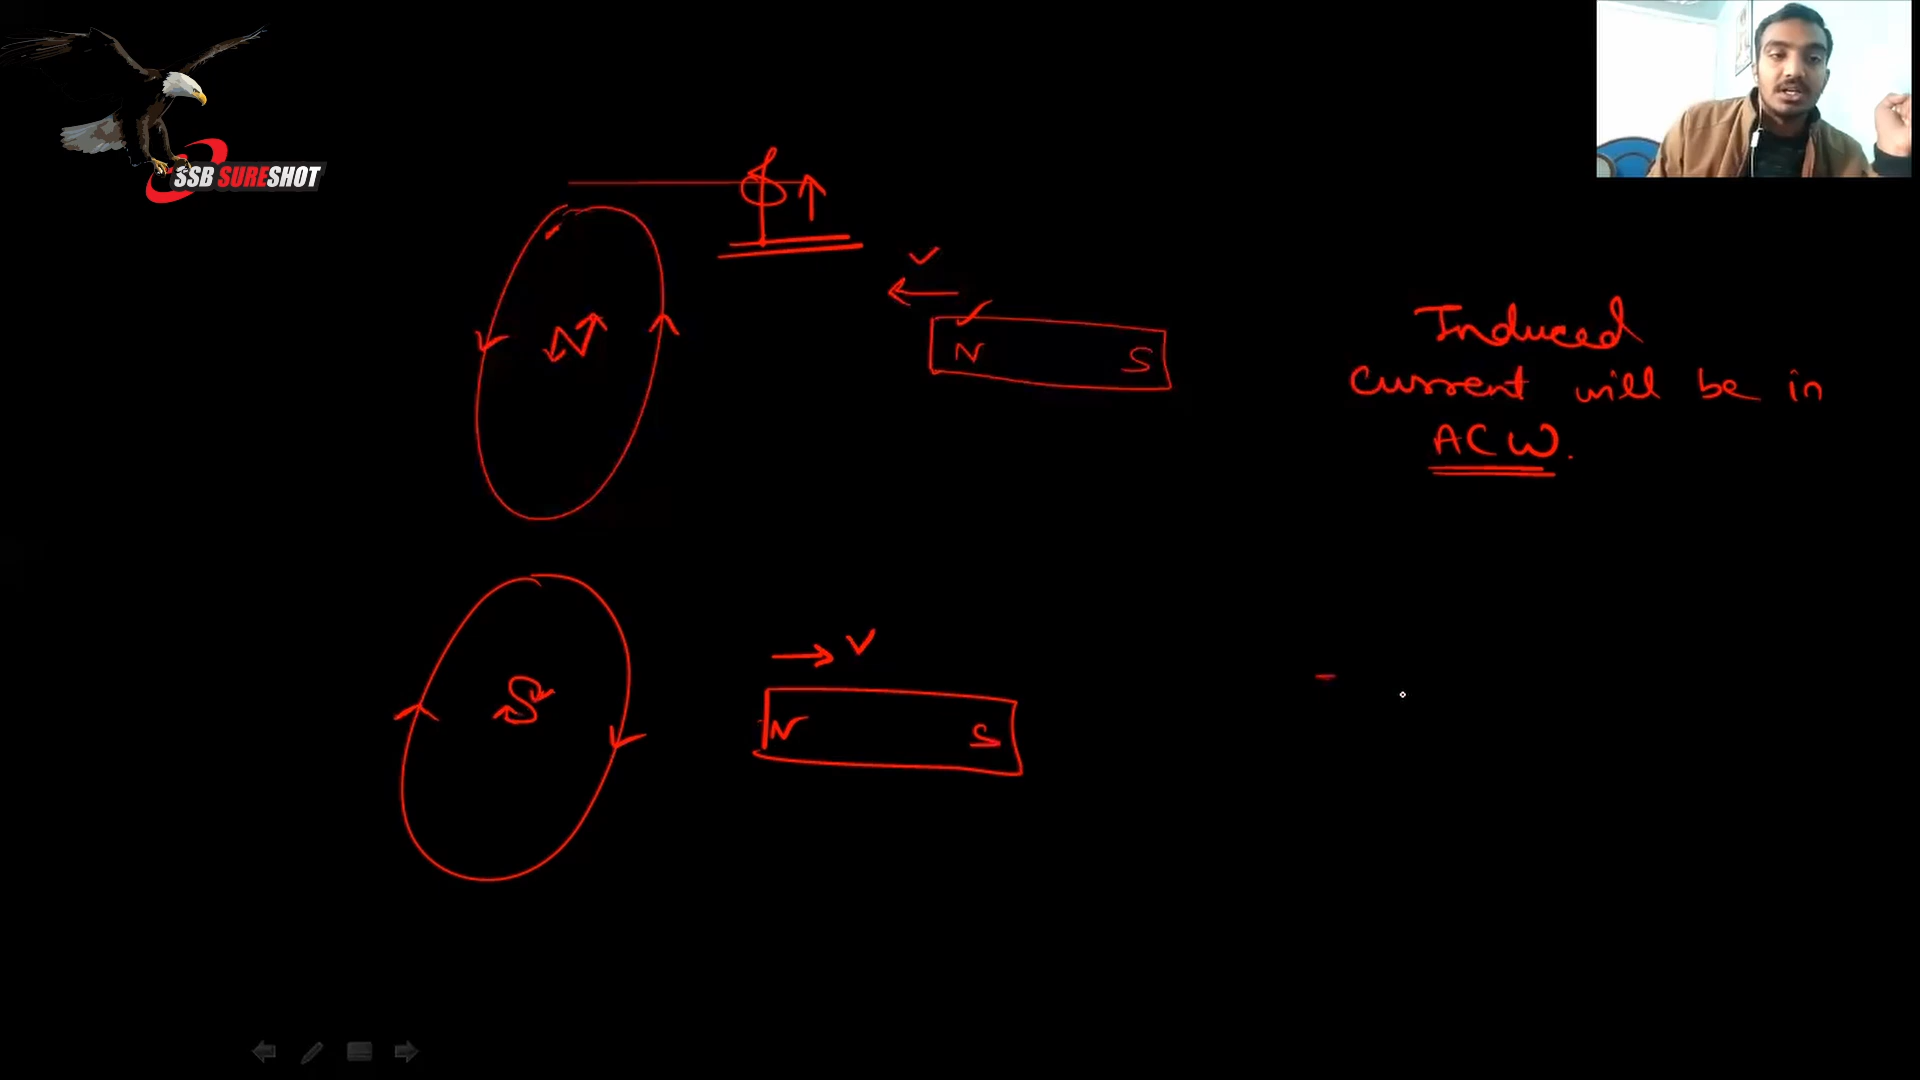 SSB SURESHOT
ϕ↑
V
N
N S
Induced
current will be in
ACW.
V
S
N S